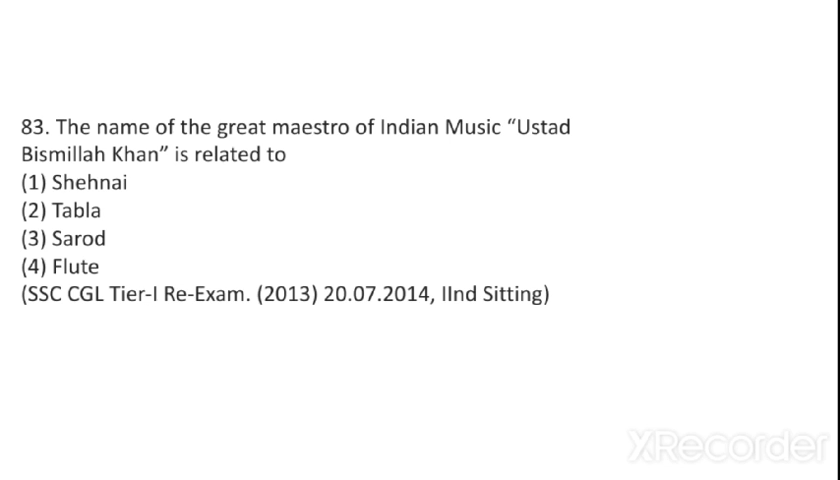 83. The name of the great maestro of Indian Music “Ustad
Bismillah Khan” is related to
(1) Shehnai
(2) Tabla
(3) Sarod
(4) Flute
(SSC CGL Tier-I Re-Exam. (2013) 20.07.2014, IInd Sitting)
XRecorder